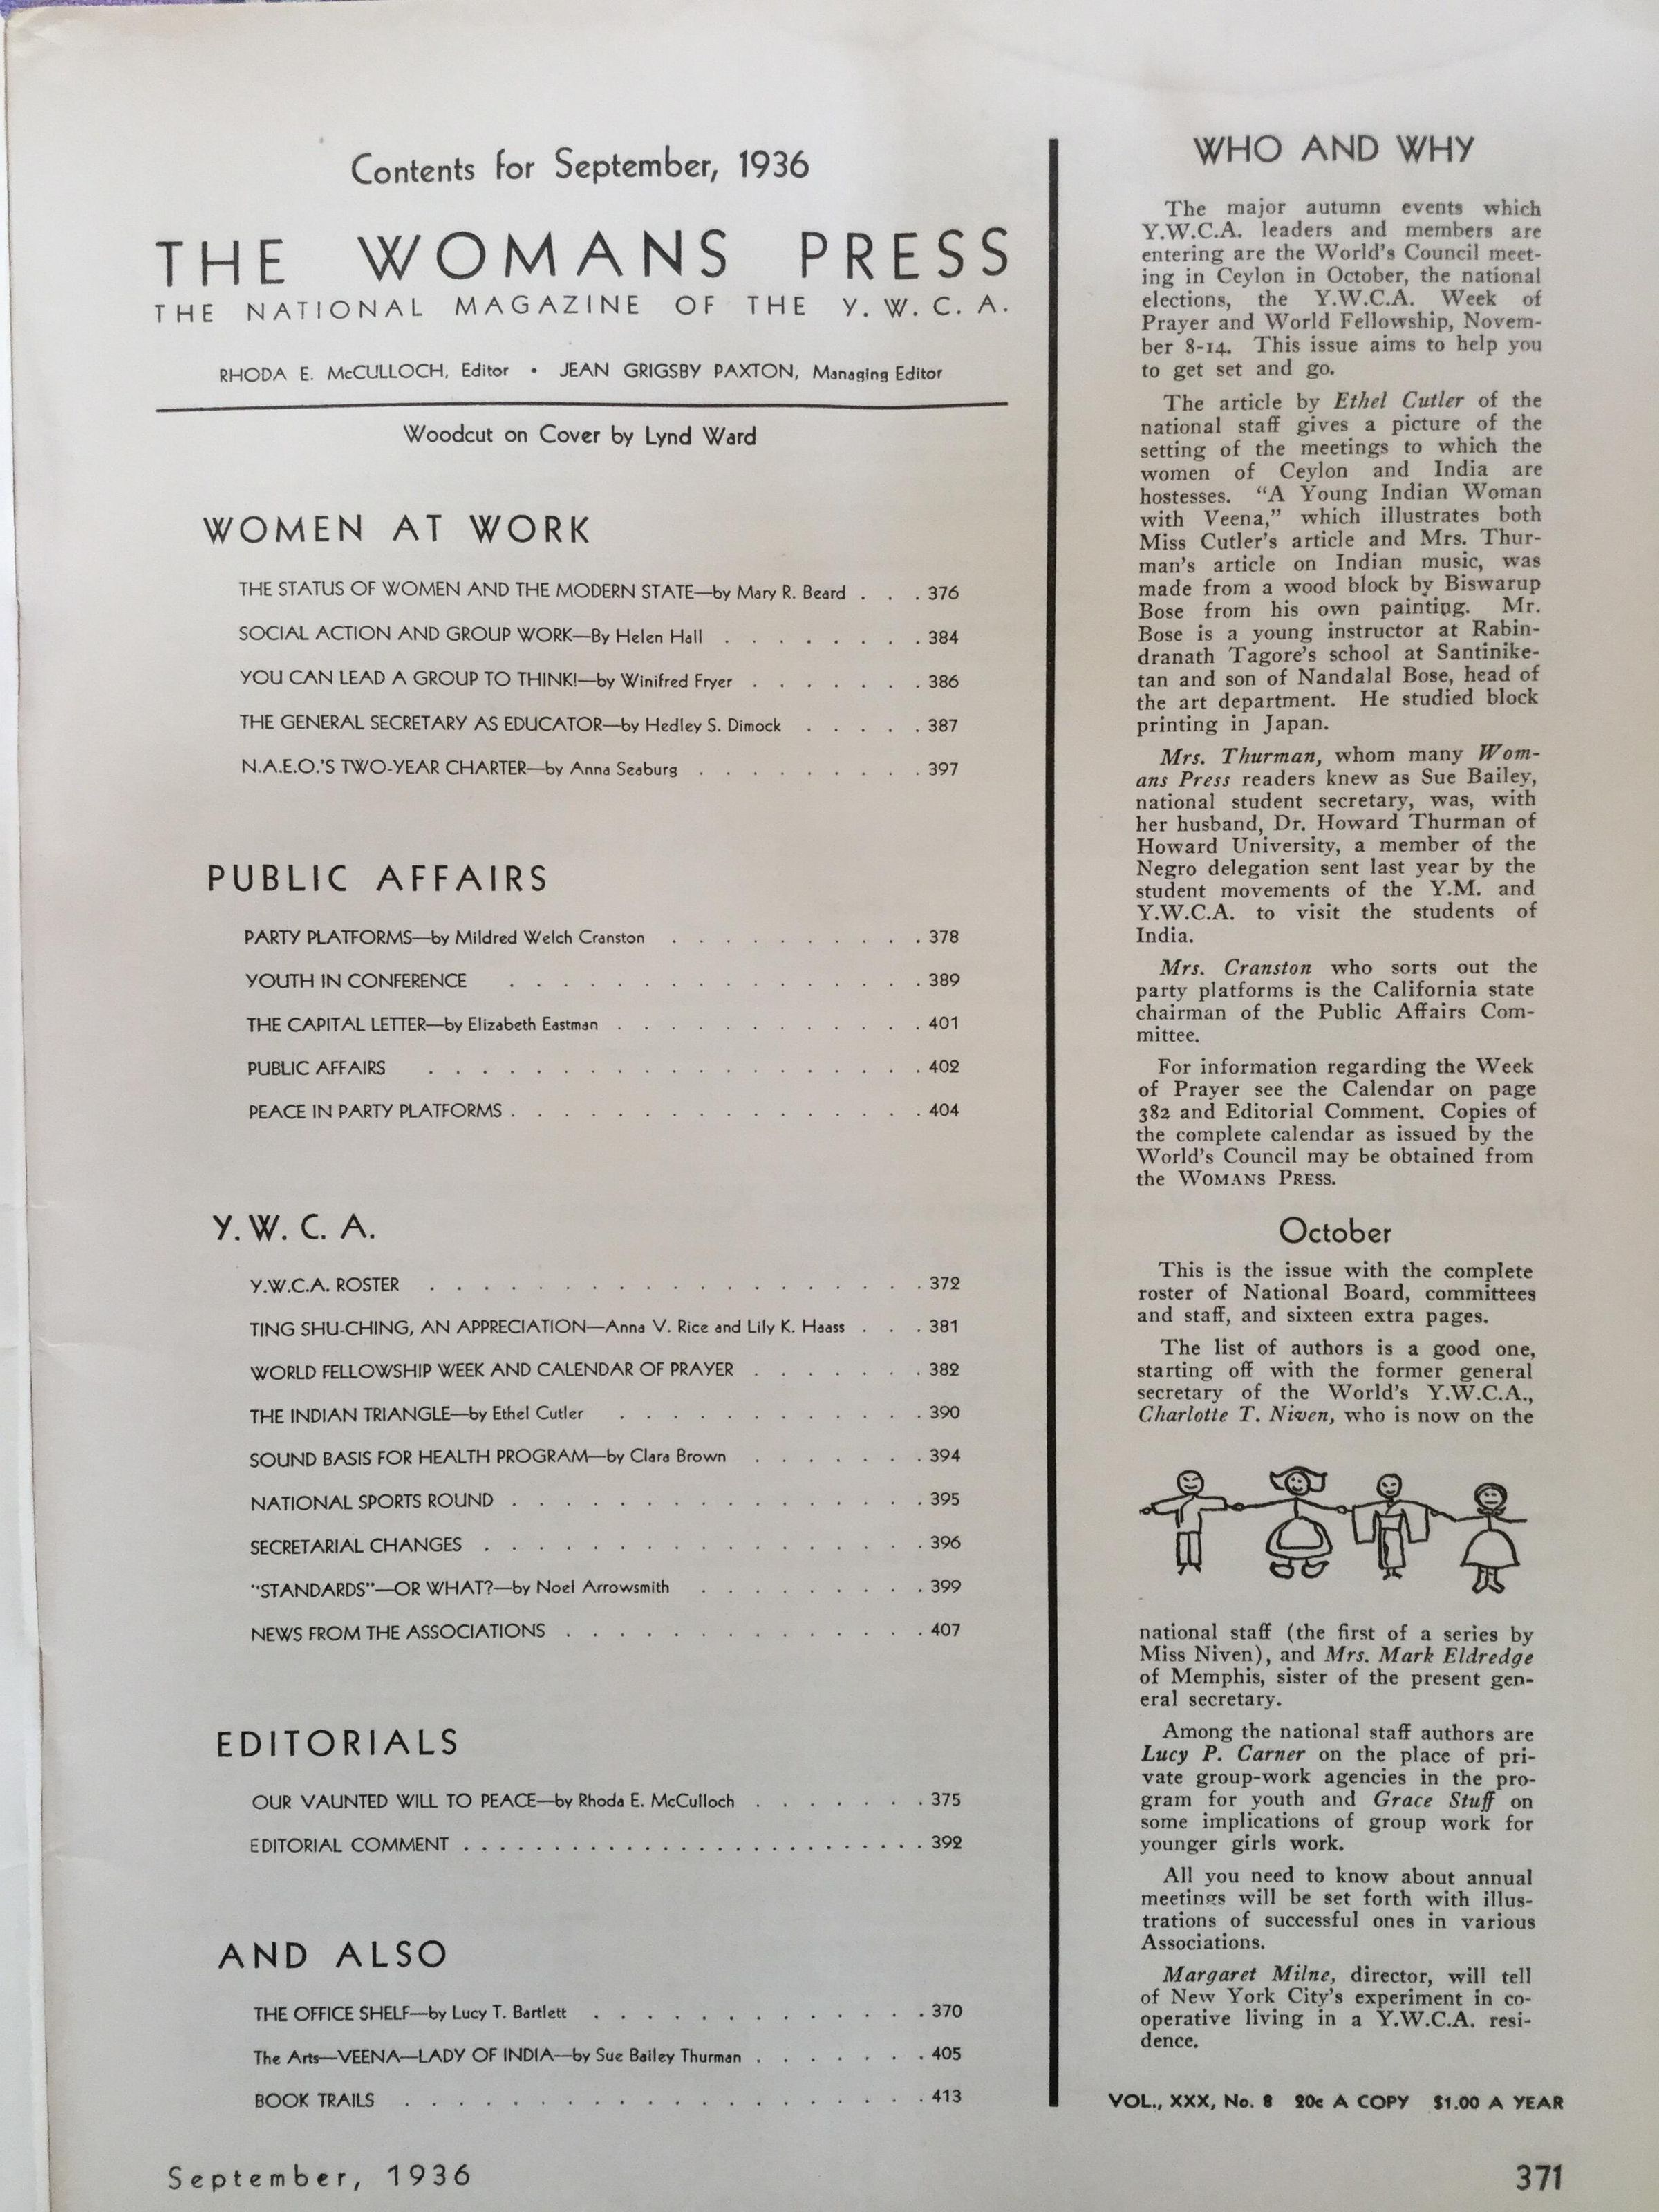 Contents for September, 1936
THE WOMANS PRESS
THE NATIONAL MAGAZINE OF THE Y. W. C. A.
RHODA E. McCULLOCH, Editor • JEAN GRIGSBY PAXTON, Managing Editor
Woodcut on Cover by Lynd Ward
WOMEN AT WORK
THE STATUS OF WOMEN AND THE MODERN STATE—by Mary R. Beard . . . 376
SOCIAL ACTION AND GROUP WORK—By Helen Hall . . . . . . . . 384
YOU CAN LEAD A GROUP TO THINK!—by Winifred Fryer . . . . . . . 386
THE GENERAL SECRETARY AS EDUCATOR—by Hedley S. Dimock . . . . . 387
N.A.E.O.'S TWO-YEAR CHARTER—by Anna Seaburg . . . . . . . . . 397
PUBLIC AFFAIRS
PARTY PLATFORMS—by Mildred Welch Cranston . . . . . . . . . . 378
YOUTH IN CONFERENCE . . . . . . . . . . . . . . . . 389
THE CAPITAL LETTER—by Elizabeth Eastman . . . . . . . . . . . . 401
PUBLIC AFFAIRS . . . . . . . . . . . . . . . . . . . 402
PEACE IN PARTY PLATFORMS . . . . . . . . . . . . . . . . 404
Y. W. C. A.
Y.W.C.A. ROSTER . . . . . . . . . . . . . . . . . . . 372
TING SHU-CHING, AN APPRECIATION—Anna V. Rice and Lily K. Haass . . . 381
WORLD FELLOWSHIP WEEK AND CALENDAR OF PRAYER . . . . . . . 382
THE INDIAN TRIANGLE—by Ethel Cutler . . . . . . . . . . . . 390
SOUND BASIS FOR HEALTH PROGRAM—by Clara Brown . . . . . . . 394
NATIONAL SPORTS ROUND . . . . . . . . . . . . . . . . 395
SECRETARIAL CHANGES . . . . . . . . . . . . . . . . . 396
"STANDARDS"—OR WHAT?—by Noel Arrowsmith . . . . . . . . . 399
NEWS FROM THE ASSOCIATIONS . . . . . . . . . . . . . . 407
EDITORIALS
OUR VAUNTED WILL TO PEACE—by Rhoda E. McCulloch . . . . . . . 375
EDITORIAL COMMENT . . . . . . . . . . . . . . . . . . . . . . . . . . 392
AND ALSO
THE OFFICE SHELF—by Lucy T. Bartlett . . . . . . . . . . . . . 370
The Arts—VEENA—LADY OF INDIA—by Sue Bailey Thurman . . . . . . . 405
BOOK TRAILS . . . . . . . . . . . . . . . . . . . . 413
WHO AND WHY
The major autumn events which
Y.W.C.A. leaders and members are
entering are the World's Council meet-
ing in Ceylon in October, the national
elections, the Y.W.C.A. Week of
Prayer and World Fellowship, Novem-
ber 8-14. This issue aims to help you
to get set and go.
The article by Ethel Cutler of the
national staff gives a picture of the
setting of the meetings to which the
women of Ceylon and India are
hostesses. "A Young Indian Woman
with Veena," which illustrates both
Miss Cutler's article and Mrs. Thur-
man's article on Indian music, was
made from a wood block by Biswarup
Bose from his own painting. Mr.
Bose is a young instructor at Rabin-
dranath Tagore's school at Santinike-
tan and son of Nandalal Bose, head of
the art department. He studied block
printing in Japan.
Mrs. Thurman, whom many Wom-
ans Press readers knew as Sue Bailey,
national student secretary, was, with
her husband, Dr. Howard Thurman of
Howard University, a member of the
Negro delegation sent last year by the
student movements of the Y.M. and
Y.W.C.A. to visit the students of
India.
Mrs. Cranston who sorts out the
party platforms is the California state
chairman of the Public Affairs Com-
mittee.
For information regarding the Week
of Prayer see the Calendar on page
382 and Editorial Comment. Copies of
the complete calendar as issued by the
World's Council may be obtained from
the WOMANS PRESS.
October
This is the issue with the complete
roster of National Board, committees
and staff, and sixteen extra pages.
The list of authors is a good one,
starting off with the former general
secretary of the World's Y.W.C.A.,
Charlotte T. Niven, who is now on the
national staff (the first of a series by
Miss Niven), and Mrs. Mark Eldredge
of Memphis, sister of the present gen-
eral secretary.
Among the national staff authors are
Lucy P. Carner on the place of pri-
vate group-work agencies in the pro-
gram for youth and Grace Stuff on
some implications of group work for
younger girls work.
All you need to know about annual
meetings will be set forth with illus-
trations of successful ones in various
Associations.
Margaret Milne, director, will tell
of New York City's experiment in co-
operative living in a Y.W.C.A. resi-
dence.
VOL., XXX, No. 8 20c A COPY $1.00 A YEAR
September, 1936
371